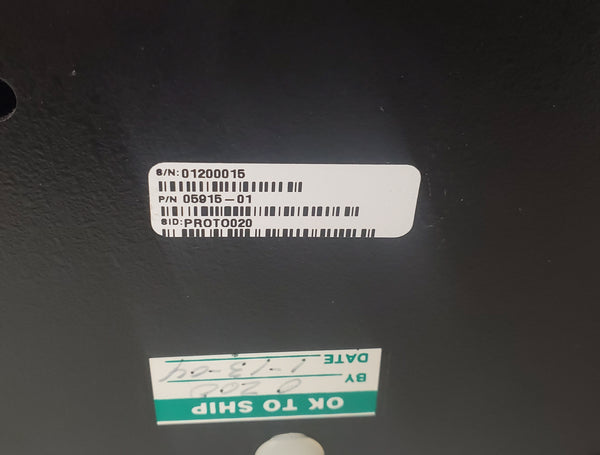 S/N: 01200015
P/N 05915-01
SID: PROTO020
OK TO SHIP
BY
DATE 1-13-04